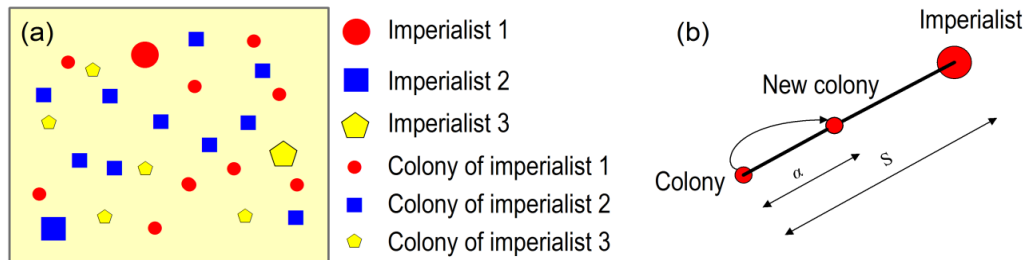 (a)
Imperialist 1
Imperialist 2
Imperialist 3
Colony of imperialist 1
Colony of imperialist 2
Colony of imperialist 3
(b)
Imperialist
New colony
Colony
α
S